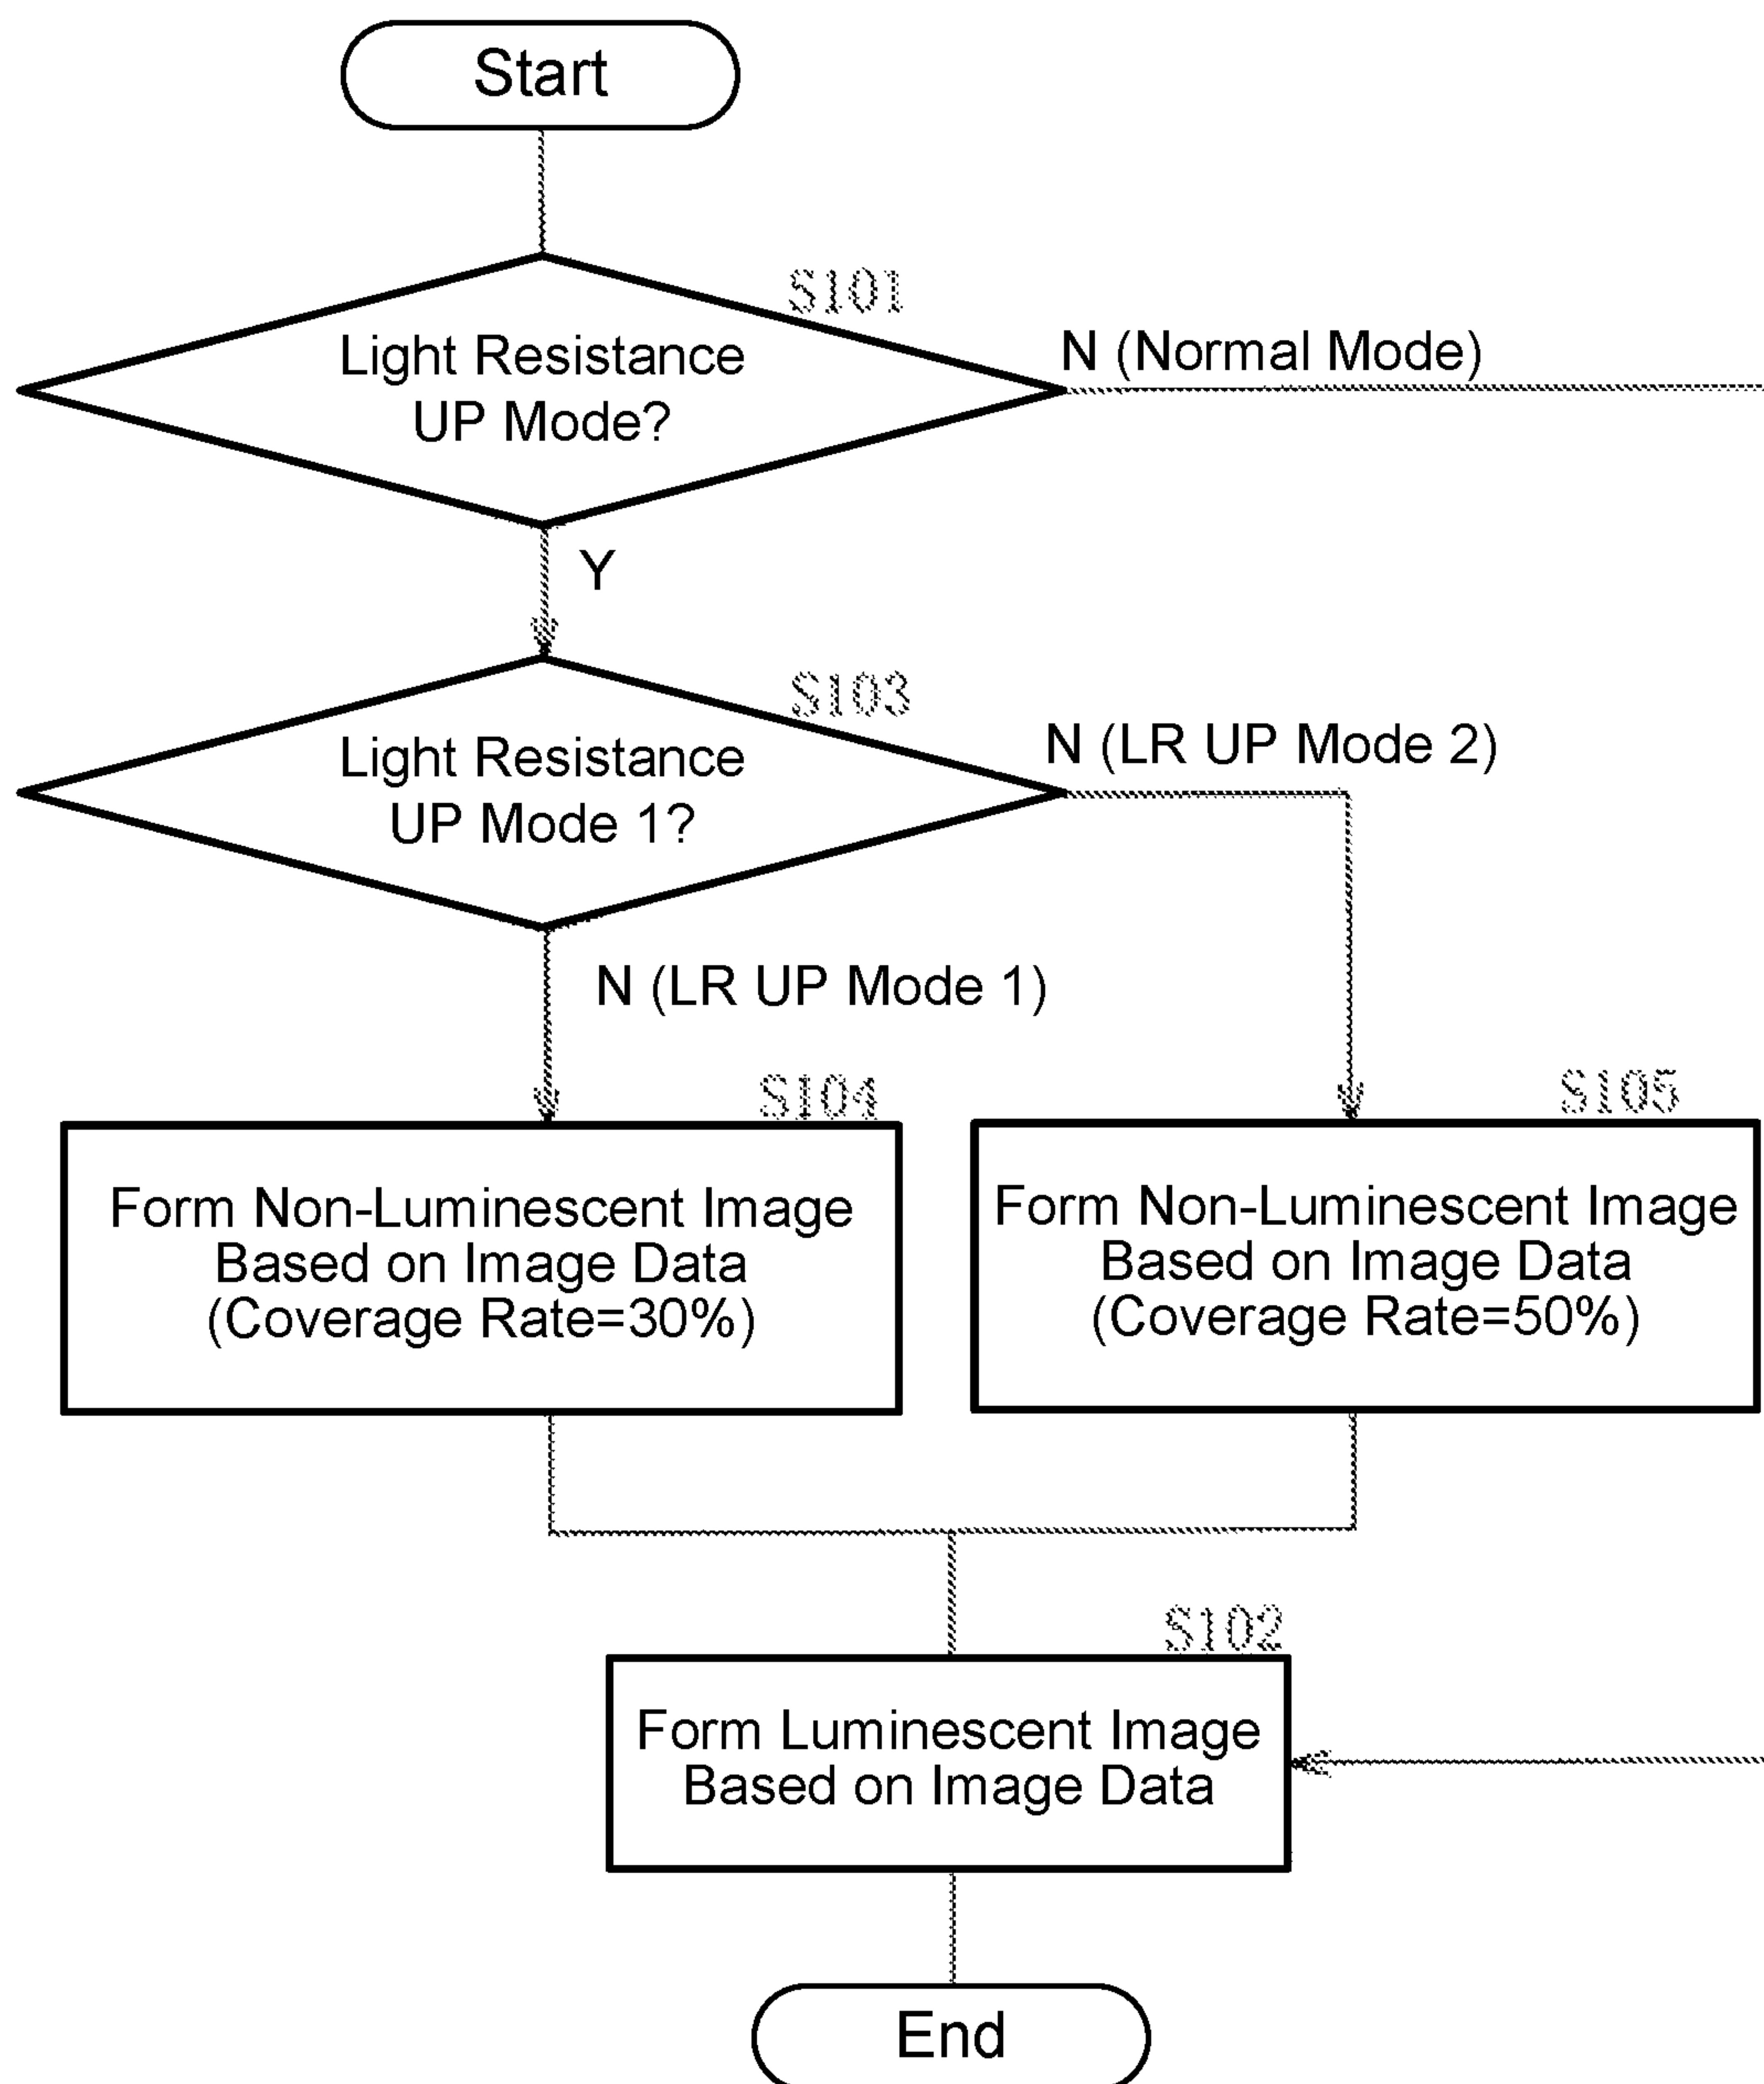 Start
S101
Light Resistance
UP Mode?
N (Normal Mode)
Y
S103
Light Resistance
UP Mode 1?
N (LR UP Mode 2)
N (LR UP Mode 1)
S104
Form Non-Luminescent Image
Based on Image Data
(Coverage Rate=30%)
S105
Form Non-Luminescent Image
Based on Image Data
(Coverage Rate=50%)
S102
Form Luminescent Image
Based on Image Data
End